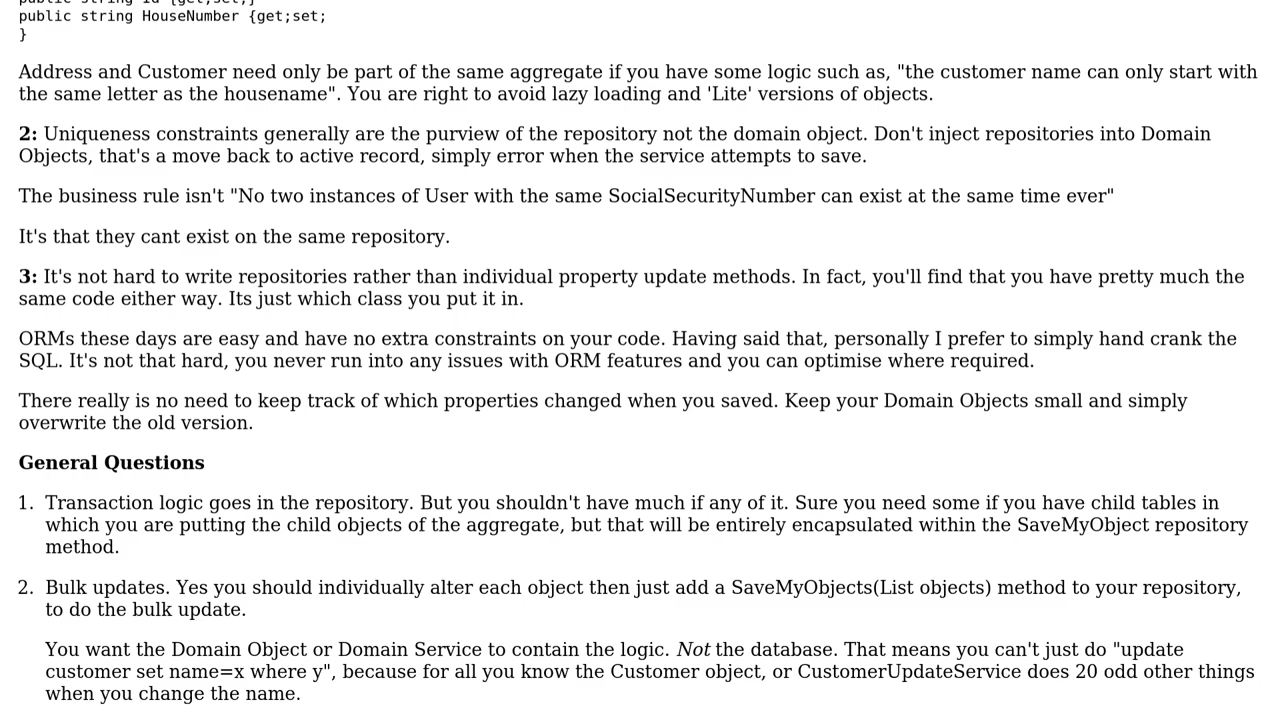 public string Id {get;set;}
public string HouseNumber {get;set;
}
Address and Customer need only be part of the same aggregate if you have some logic such as, "the customer name can only start with
the same letter as the housename". You are right to avoid lazy loading and 'Lite' versions of objects.
2: Uniqueness constraints generally are the purview of the repository not the domain object. Don't inject repositories into Domain
Objects, that's a move back to active record, simply error when the service attempts to save.
The business rule isn't "No two instances of User with the same SocialSecurityNumber can exist at the same time ever"
It's that they cant exist on the same repository.
3: It's not hard to write repositories rather than individual property update methods. In fact, you'll find that you have pretty much the
same code either way. Its just which class you put it in.
ORMs these days are easy and have no extra constraints on your code. Having said that, personally I prefer to simply hand crank the
SQL. It's not that hard, you never run into any issues with ORM features and you can optimise where required.
There really is no need to keep track of which properties changed when you saved. Keep your Domain Objects small and simply
overwrite the old version.
General Questions
1. Transaction logic goes in the repository. But you shouldn't have much if any of it. Sure you need some if you have child tables in
which you are putting the child objects of the aggregate, but that will be entirely encapsulated within the SaveMyObject repository
method.
2. Bulk updates. Yes you should individually alter each object then just add a SaveMyObjects(List objects) method to your repository,
to do the bulk update.
You want the Domain Object or Domain Service to contain the logic. Not the database. That means you can't just do "update
customer set name=x where y", because for all you know the Customer object, or CustomerUpdateService does 20 odd other things
when you change the name.